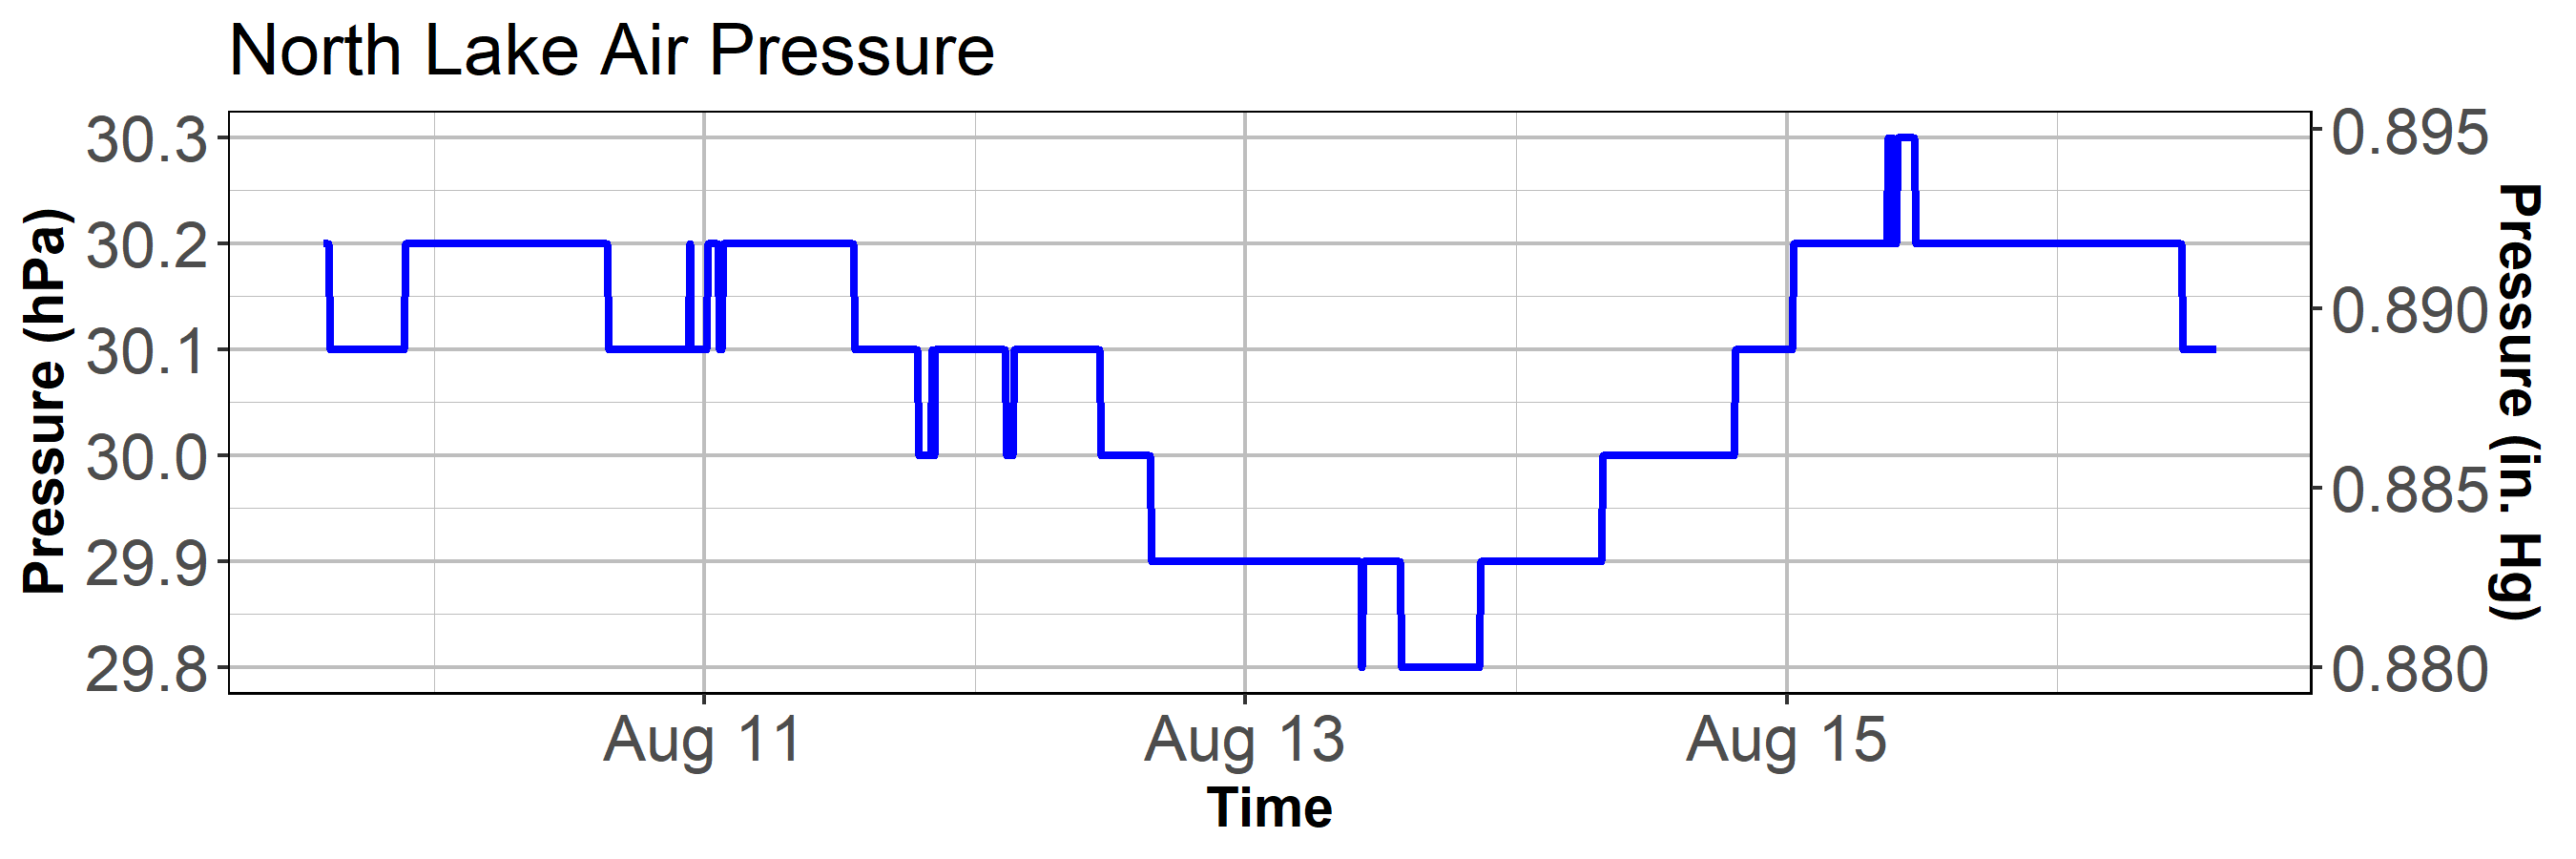 North Lake Air Pressure
Pressure (hPa)
30.3
30.2
30.1
30.0
29.9
29.8
0.895
0.890
0.885
0.880
Pressure (in. Hg)
Aug 11
Aug 13
Aug 15
Time